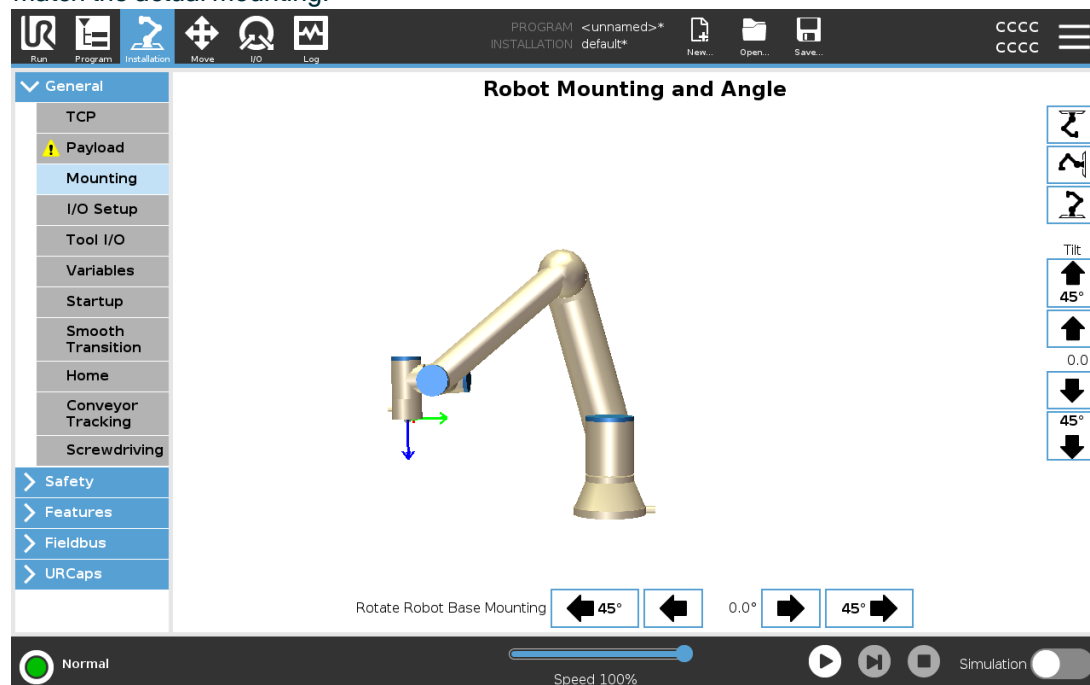 match the actual mounting.
PROGRAM <unnamed>*
INSTALLATION default*
CCCC
CCCC
Run
Program
Installation
Move
I/O
Log
New...
Open...
Save...
General
Robot Mounting and Angle
TCP
Payload
Mounting
I/O Setup
Tool I/O
Variables
Startup
Smooth
Transition
Home
Conveyor
Tracking
Screwdriving
Safety
Features
Fieldbus
URCaps
Tilt
45°
0.0
45°
Rotate Robot Base Mounting 45° 0.0° 45°
Normal
Speed 100%
Simulation